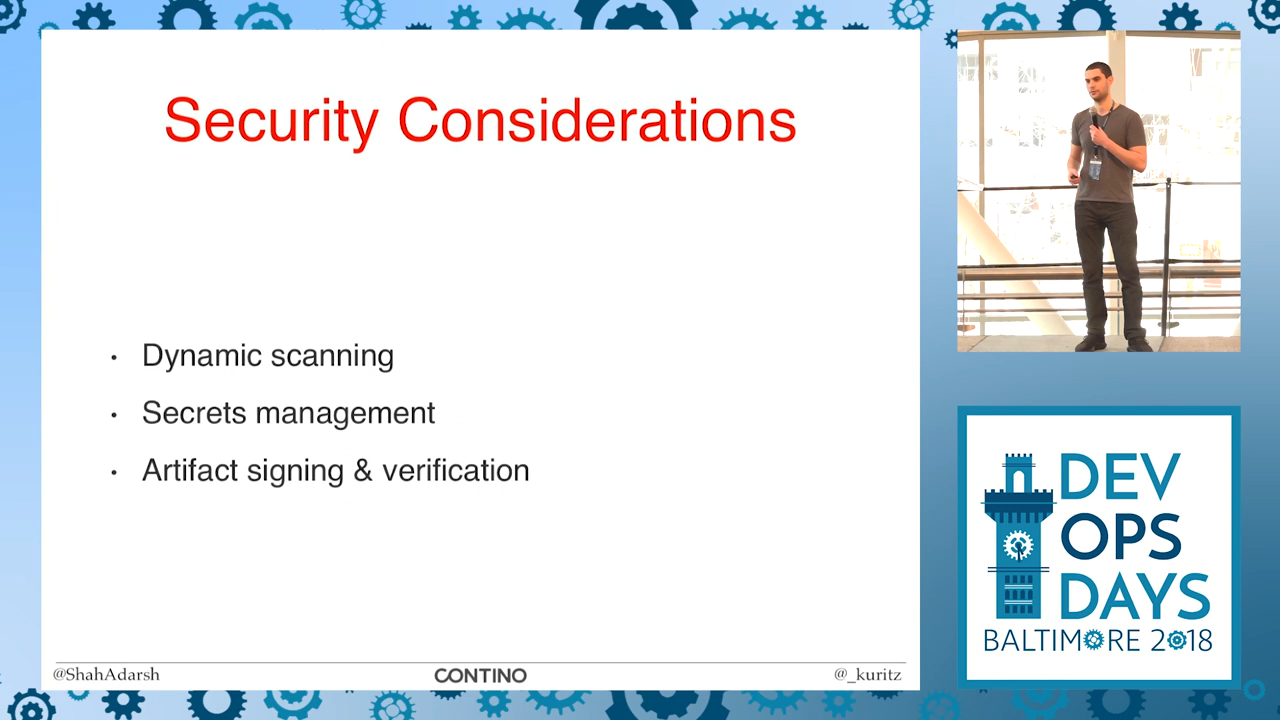 Security Considerations
• Dynamic scanning
• Secrets management
• Artifact signing & verification
@ShahAdarsh
CONTINO
@_kuritz
DEV
OPS
DAYS
BALTIMORE 2018